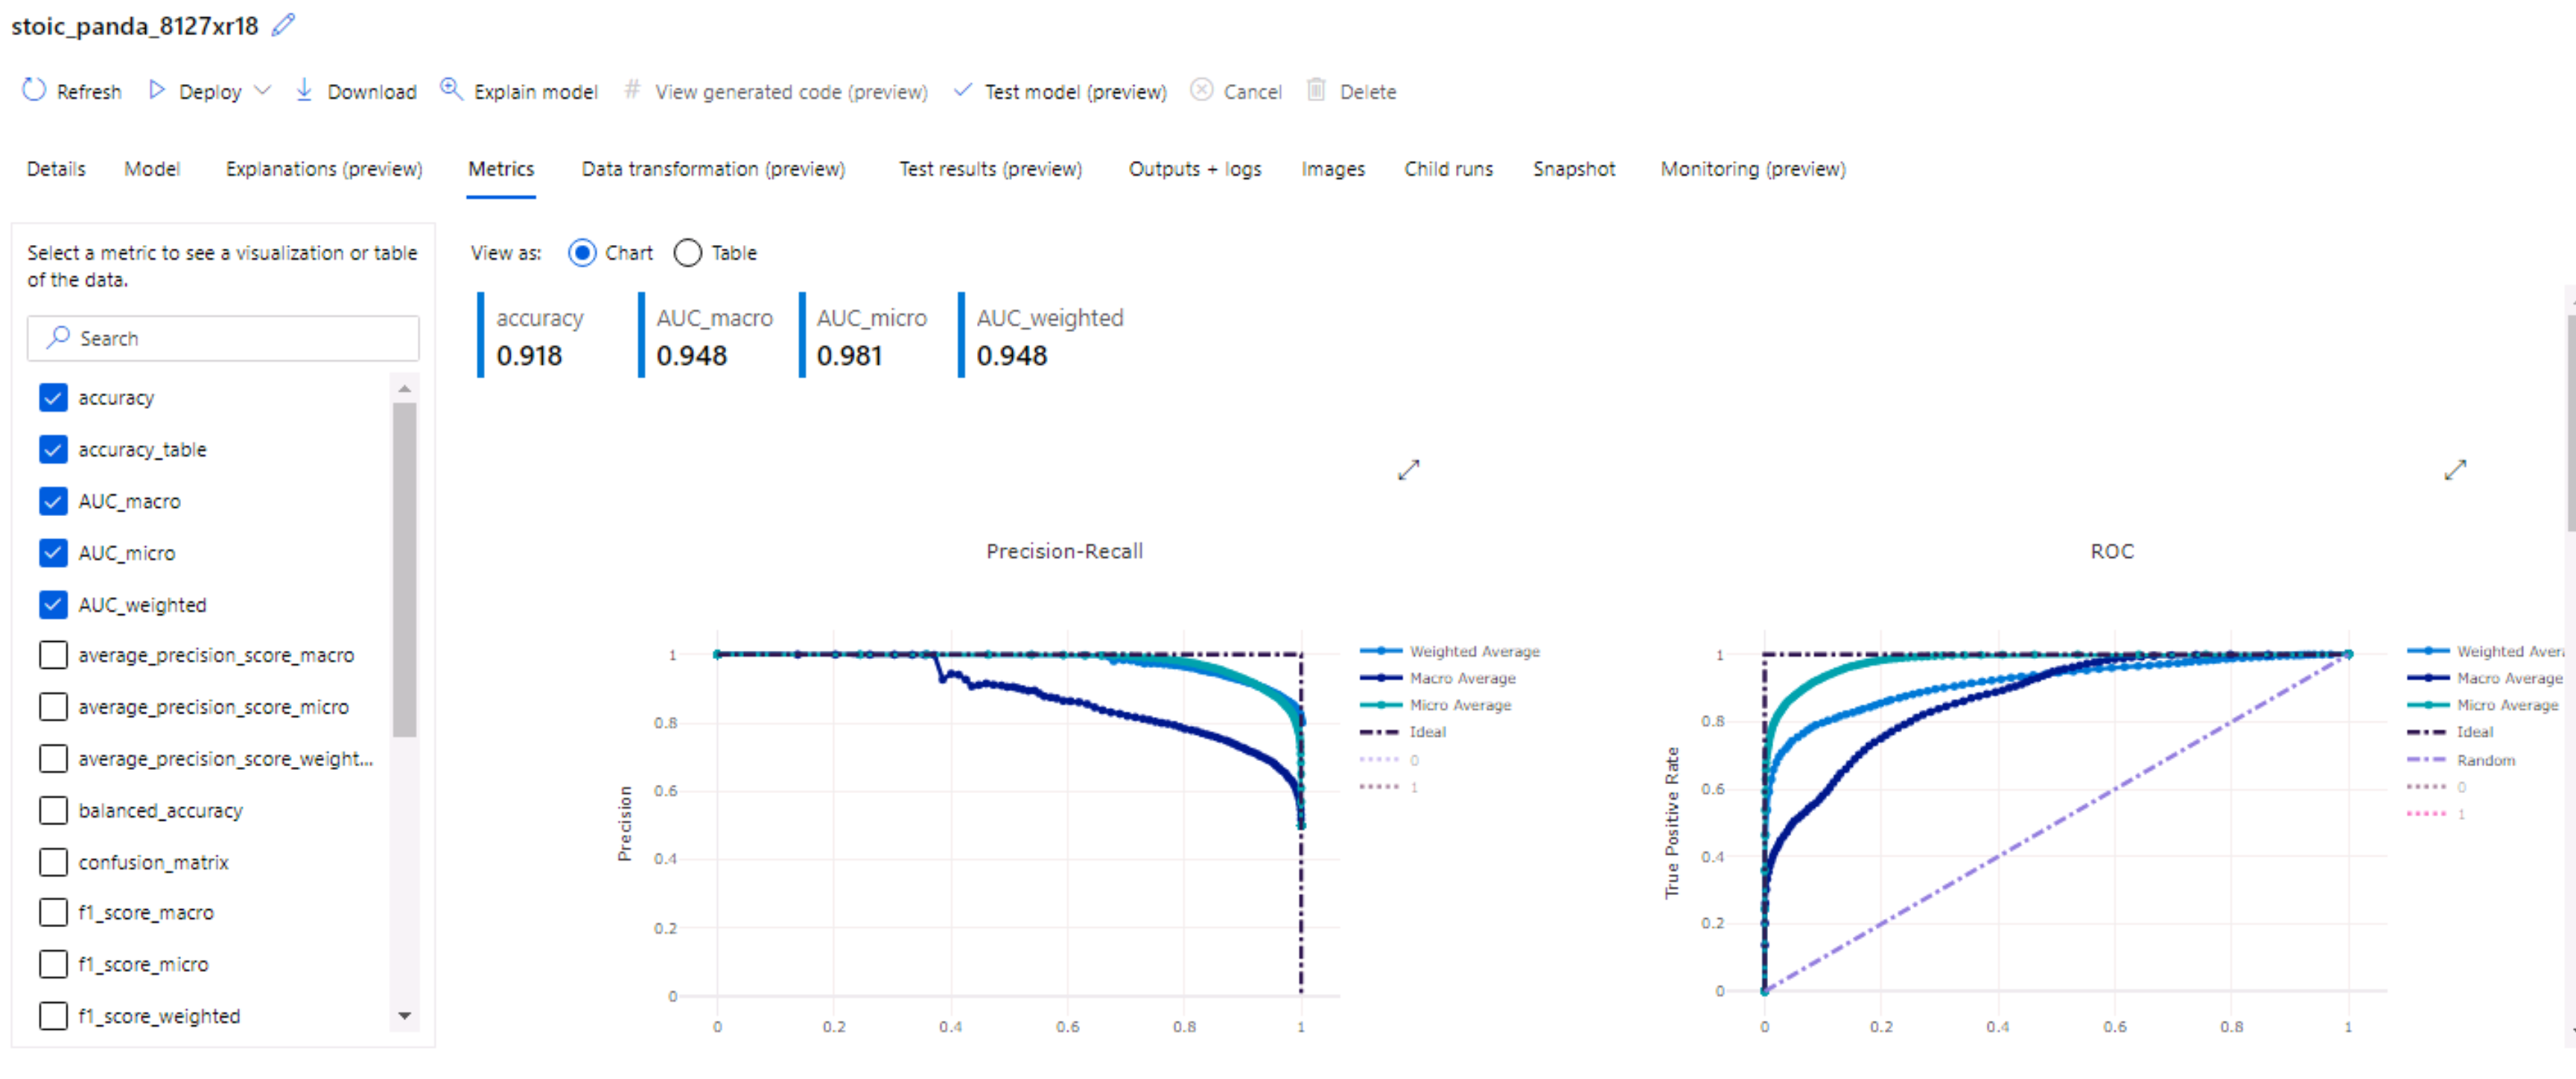 stoic_panda_8127xr18
Refresh Deploy Download Explain model # View generated code (preview) Test model (preview) Cancel Delete
Details Model Explanations (preview) Metrics Data transformation (preview) Test results (preview) Outputs + logs Images Child runs Snapshot Monitoring (preview)
Select a metric to see a visualization or table
of the data.
Search
accuracy
accuracy_table
AUC_macro
AUC_micro
AUC_weighted
average_precision_score_macro
average_precision_score_micro
average_precision_score_weight...
balanced_accuracy
confusion_matrix
f1_score_macro
f1_score_micro
f1_score_weighted
View as: Chart Table
accuracy AUC_macro AUC_micro AUC_weighted
0.918 0.948 0.981 0.948
Precision-Recall
Precision
1
0.8
0.6
0.4
0.2
0
0 0.2 0.4 0.6 0.8 1
Weighted Average
Macro Average
Micro Average
Ideal
0
1
ROC
True Positive Rate
1
0.8
0.6
0.4
0.2
0
0 0.2 0.4 0.6 0.8 1
Weighted Aver
Macro Average
Micro Average
Ideal
Random
0
1